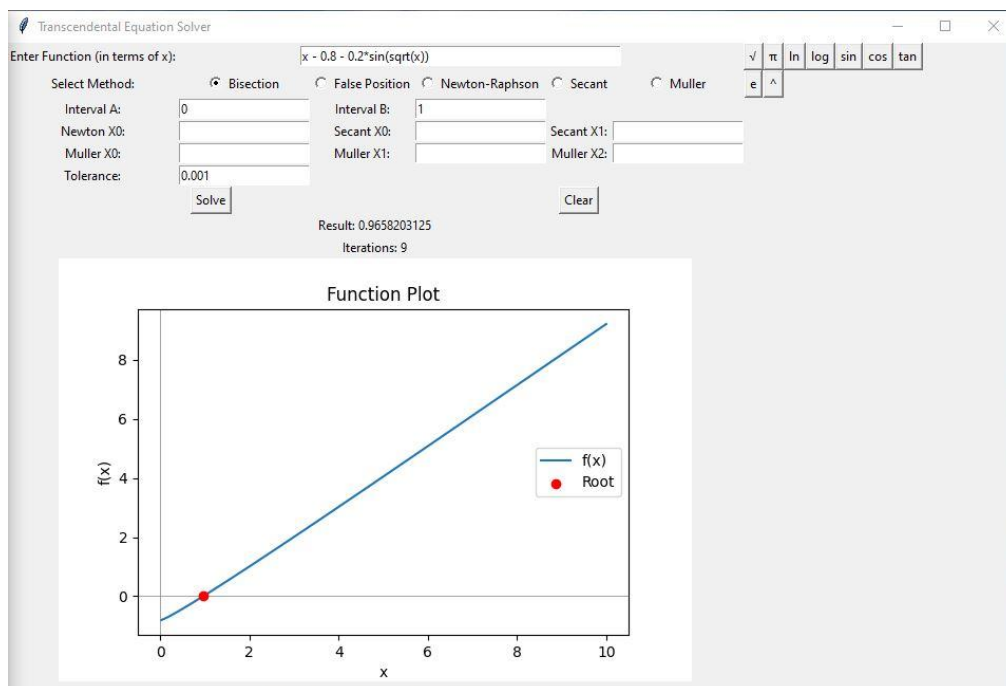 Transcendental Equation Solver
Enter Function (in terms of x): x - 0.8 - 0.2*sin(sqrt(x)) √ π ln log sin cos tan
Select Method: Bisection False Position Newton-Raphson Secant Muller e ^
Interval A: 0 Interval B: 1
Newton X0: Secant X0: Secant X1:
Muller X0: Muller X1: Muller X2:
Tolerance: 0.001
Solve Clear
Result: 0.9658203125
Iterations: 9
Function Plot
8
6
4
2
0
f(x)
f(x)
Root
0 2 4 6 8 10
x